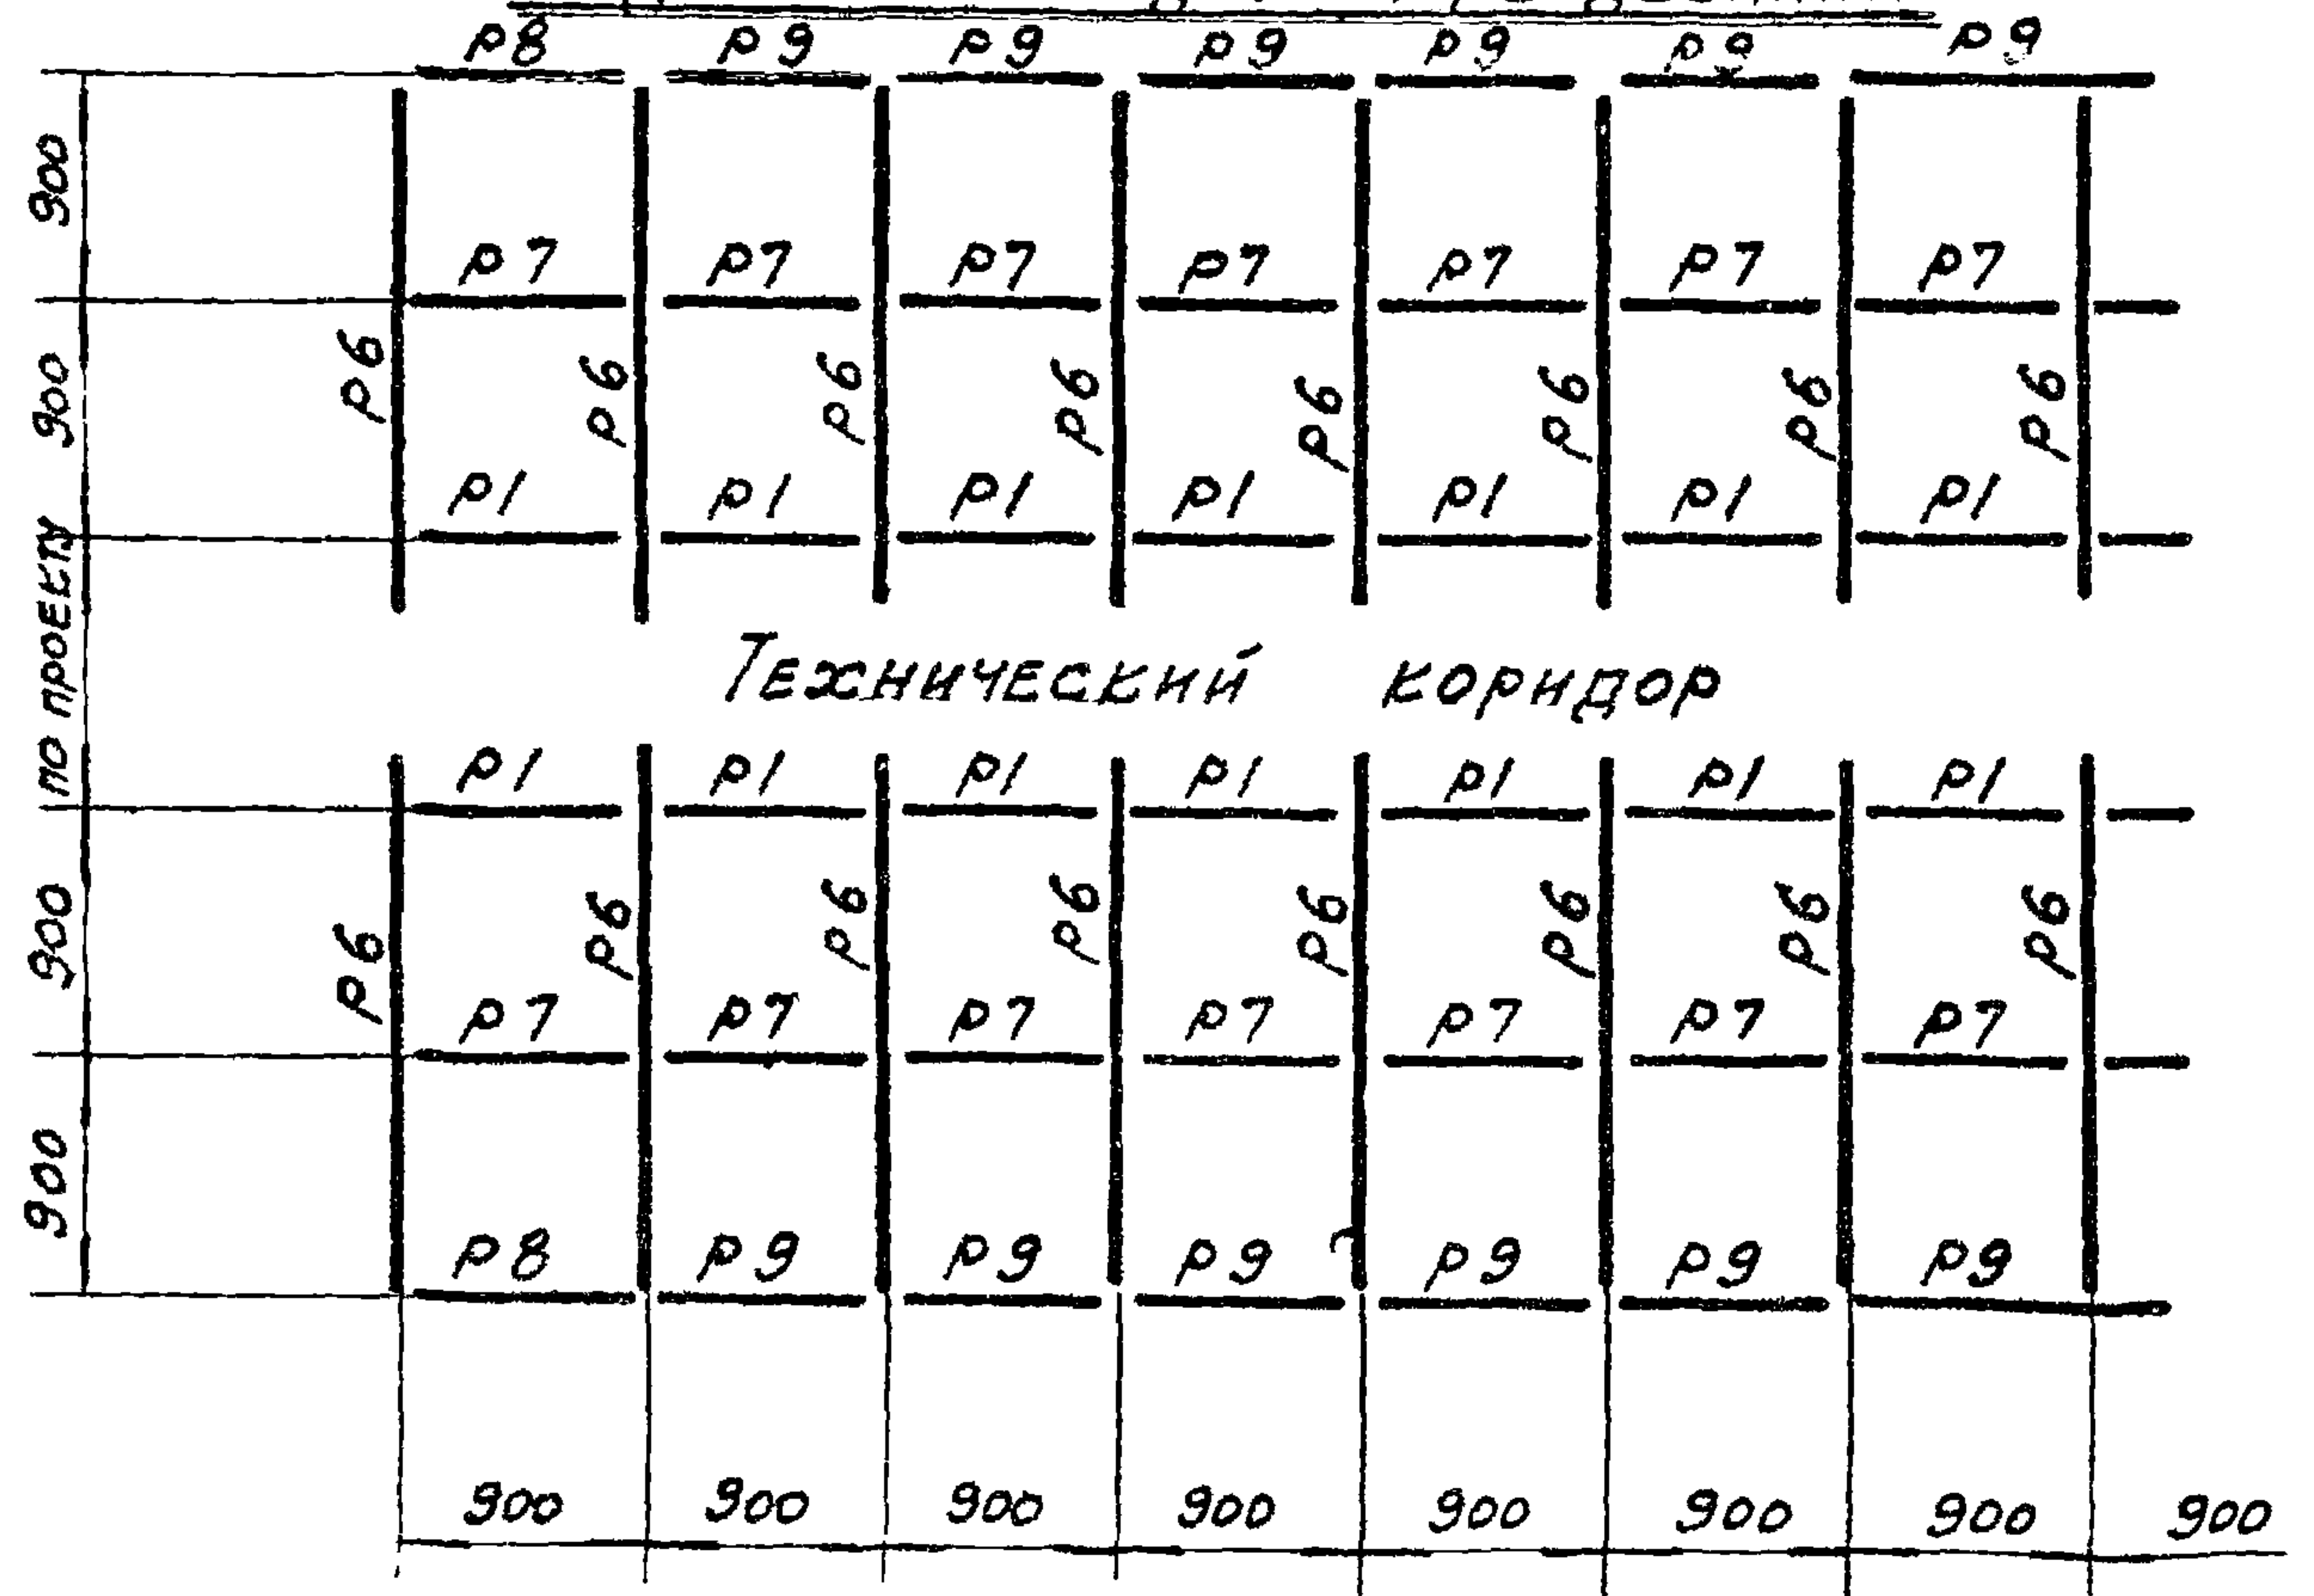 р8 р9 р9 р9 р9 р9 р9
900
р7 р7 р7 р7 р7 р7 р7
900
р6 р6 р6 р6 р6 р6 р6 р6
р1 р1 р1 р1 р1 р1 р1
по проекту
Технический коридор
р1 р1 р1 р1 р1 р1 р1
900
р6 р6 р6 р6 р6 р6 р6 р6
р7 р7 р7 р7 р7 р7 р7
900
р8 р9 р9 р9 р9 р9 р9
900 900 900 900 900 900 900 900